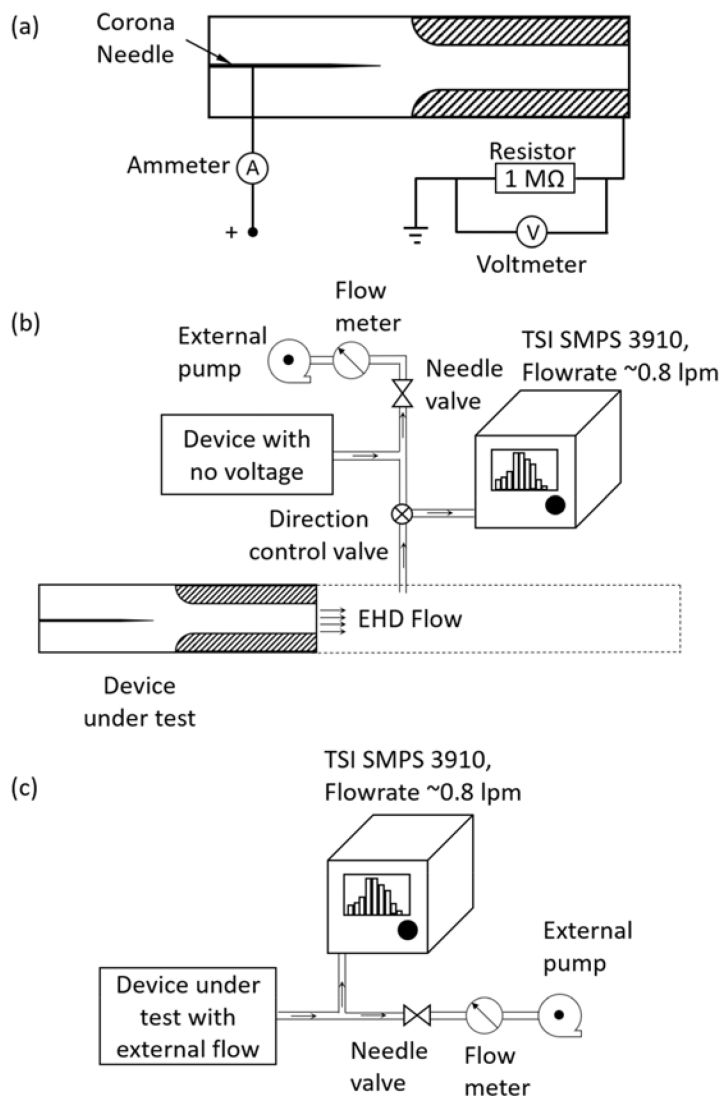 (a)
Corona
Needle
Ammeter
A
+
Resistor
1 MΩ
V
Voltmeter
(b)
Flow
meter
External
pump
Needle
valve
TSI SMPS 3910,
Flowrate ~0.8 lpm
Device with
no voltage
Direction
control valve
EHD Flow
Device
under test
(c)
TSI SMPS 3910,
Flowrate ~0.8 lpm
Device under
test with
external flow
Needle
valve
Flow
meter
External
pump